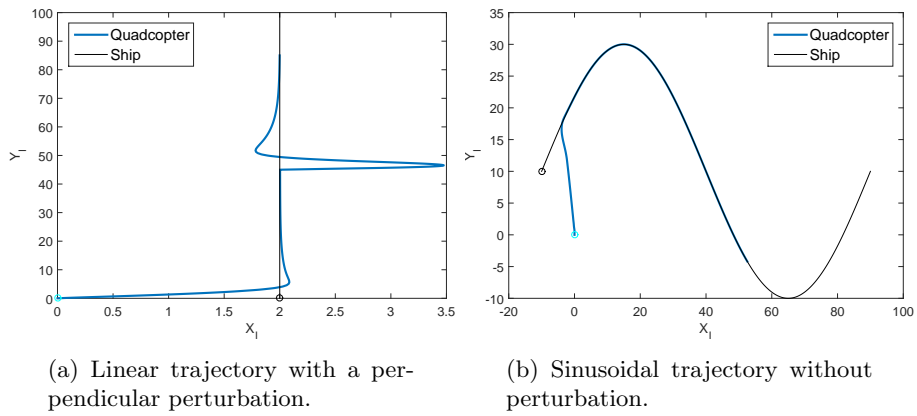 100
90
80
70
60
50
40
30
20
10
0
Y_I
0 0.5 1 1.5 2 2.5 3 3.5
X_I
Quadcopter
Ship
35
30
25
20
15
10
5
0
-5
-10
Y_I
-20 0 20 40 60 80 100
X_I
Quadcopter
Ship
(a) Linear trajectory with a per-
pendicular perturbation.
(b) Sinusoidal trajectory without
perturbation.